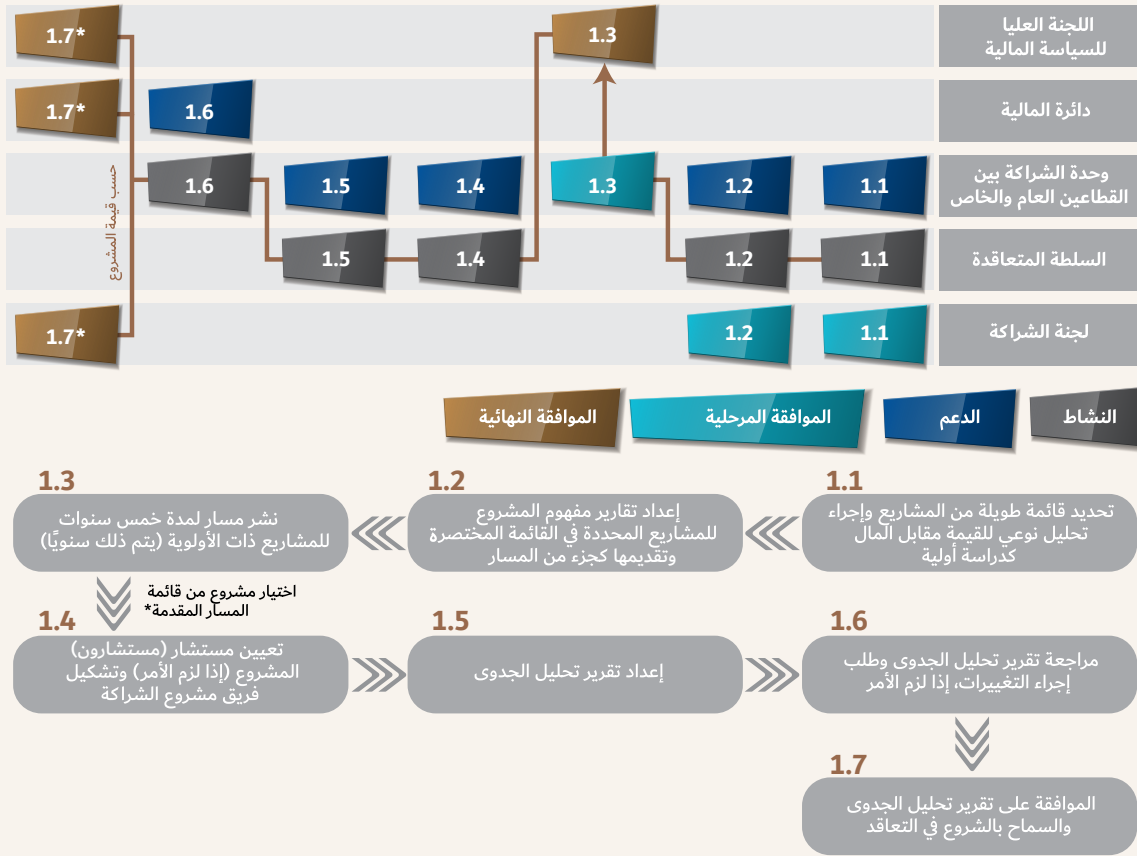 اللجنة العليا
للسياسة المالية
1.3
1.7*
دائرة المالية
1.6
1.7*
وحدة الشراكة بين
القطاعين العام والخاص
1.1
1.2
1.3
1.4
1.5
1.6
السلطة المتعاقدة
1.1
1.2
1.4
1.5
لجنة الشراكة
1.1
1.2
1.7*
حسب قيمة المشروع
النشاط
الدعم
الموافقة المرحلية
الموافقة النهائية
1.1
تحديد قائمة طويلة من المشاريع وإجراء
تحليل نوعي للقيمة مقابل المال
كدراسة أولية
1.2
إعداد تقارير مفهوم المشروع
للمشاريع المحددة في القائمة المختصرة
وتقديمها كجزء من المسار
1.3
نشر مسار لمدة خمس سنوات
للمشاريع ذات الأولوية (يتم ذلك سنويًا)
اختيار مشروع من قائمة
المسار المقدمة*
1.4
تعيين مستشار (مستشارون)
المشروع (إذا لزم الأمر) وتشكيل
فريق مشروع الشراكة
1.5
إعداد تقرير تحليل الجدوى
1.6
مراجعة تقرير تحليل الجدوى وطلب
إجراء التغييرات، إذا لزم الأمر
1.7
الموافقة على تقرير تحليل الجدوى
والسماح بالشروع في التعاقد